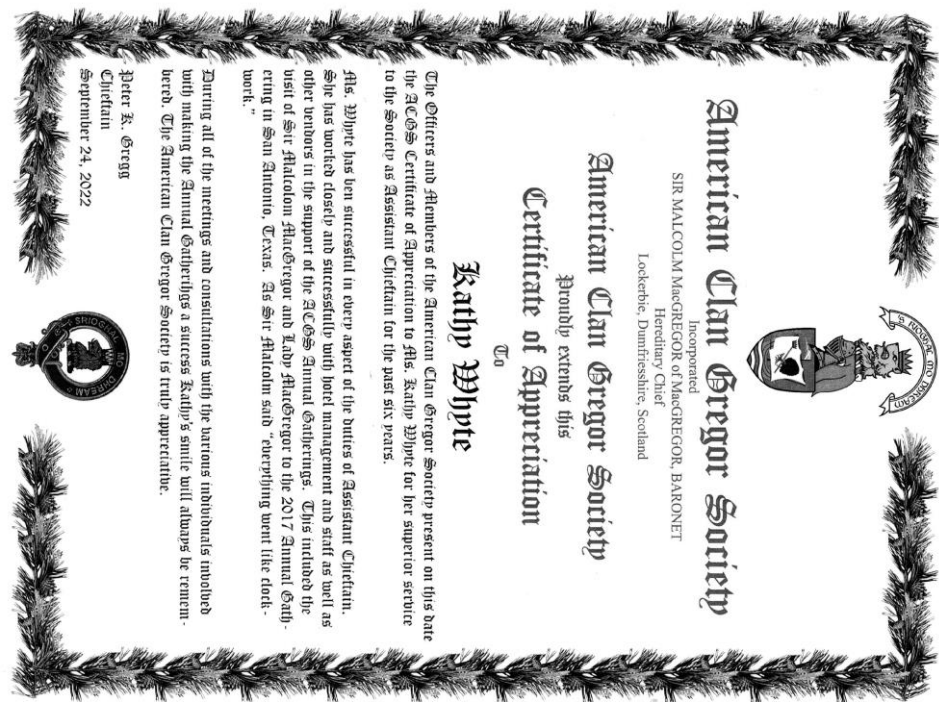 'S RIOGHAL MO DHREAM
American Clan Gregor Society
Incorporated
SIR MALCOLM MacGREGOR of MacGREGOR, BARONET
Hereditary Chief
Lockerbie, Dumfriesshire, Scotland
American Clan Gregor Society
Proudly extends this
Certificate of Appreciation
To
Kathy Whyte
The Officers and Members of the American Clan Gregor Society present on this date
the ACGS Certificate of Appreciation to Ms. Kathy Whyte for her superior service
to the Society as Assistant Chieftain for the past six years.
Ms. Whyte has ben successful in every aspect of the duties of Assistant Chieftain.
She has worked closely and successfully with hotel management and staff as well as
other vendors in the support of the ACGS Annual Gatherings. This included the
visit of Sir Malcolom MacGregor and Lady MacGregor to the 2017 Annual Gath-
ering in San Antonio, Texas. As Sir Malcolm said "everything went like clock-
work."
During all of the meetings and consultations with the various individuals involved
with making the Annual Gatherihgs a success Kathy's smile will always be remem-
bered. The American Clan Gregor Society is truly appreciative.
Peter K. Gregg
Chieftain
September 24, 2022
'S RIOGHAL MO DHREAM